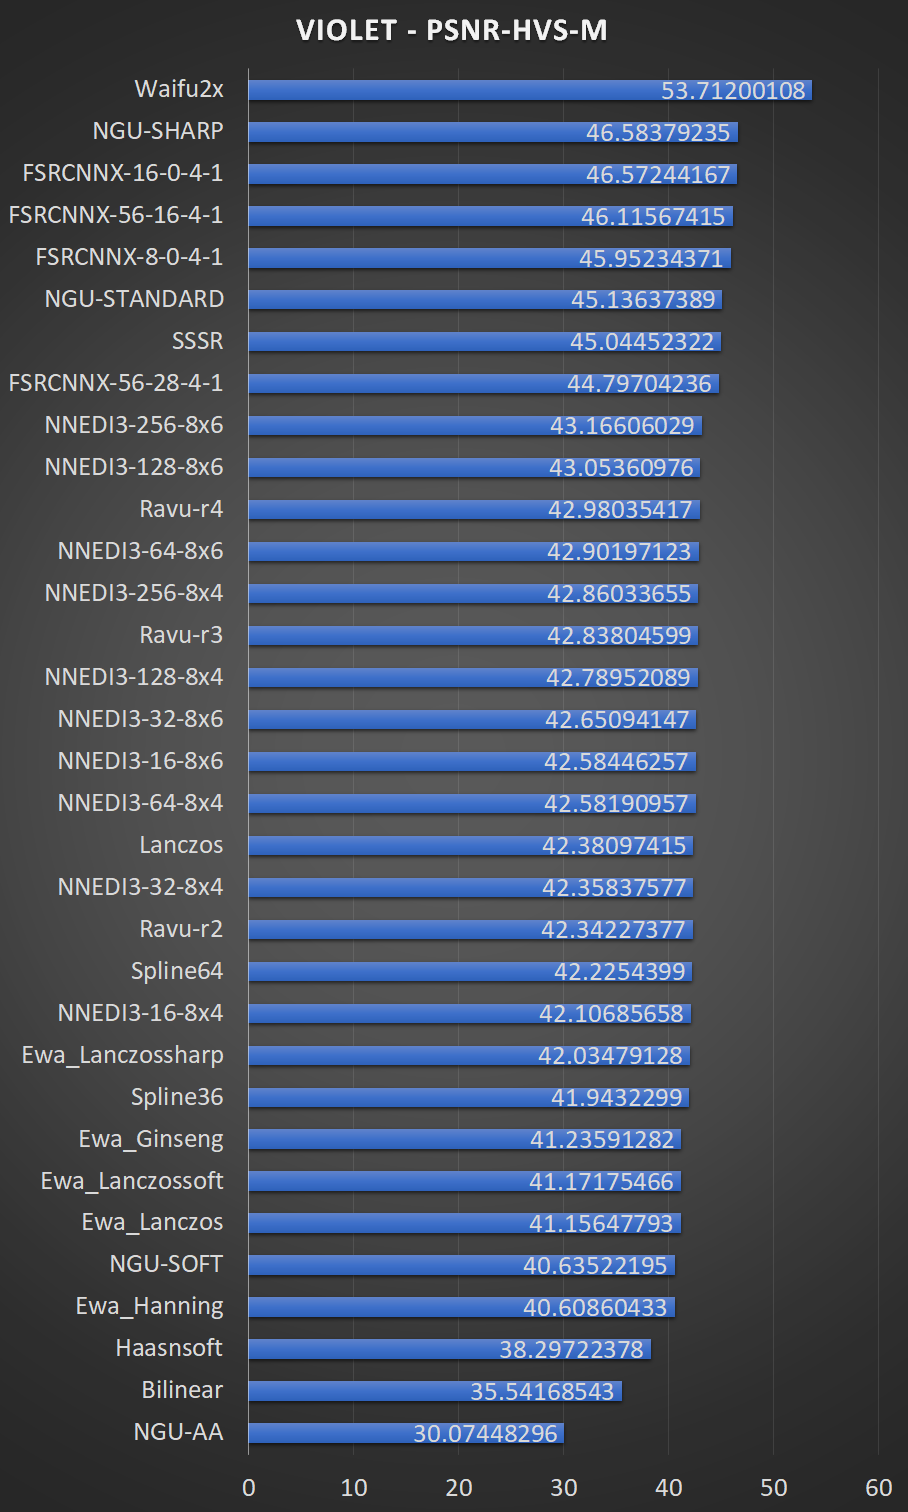 VIOLET - PSNR-HVS-M
Waifu2x 53.71200108
NGU-SHARP 46.58379235
FSRCNNX-16-0-4-1 46.57244167
FSRCNNX-56-16-4-1 46.11567415
FSRCNNX-8-0-4-1 45.95234371
NGU-STANDARD 45.13637389
SSSR 45.04452322
FSRCNNX-56-28-4-1 44.79704236
NNEDI3-256-8x6 43.16606029
NNEDI3-128-8x6 43.05360976
Ravu-r4 42.98035417
NNEDI3-64-8x6 42.90197123
NNEDI3-256-8x4 42.86033655
Ravu-r3 42.83804599
NNEDI3-128-8x4 42.78952089
NNEDI3-32-8x6 42.65094147
NNEDI3-16-8x6 42.58446257
NNEDI3-64-8x4 42.58190957
Lanczos 42.38097415
NNEDI3-32-8x4 42.35837577
Ravu-r2 42.34227377
Spline64 42.2254399
NNEDI3-16-8x4 42.10685658
Ewa_Lanczossharp 42.03479128
Spline36 41.9432299
Ewa_Ginseng 41.23591282
Ewa_Lanczossoft 41.17175466
Ewa_Lanczos 41.15647793
NGU-SOFT 40.63522195
Ewa_Hanning 40.60860433
Haasnsoft 38.29722378
Bilinear 35.54168543
NGU-AA 30.07448296
0 10 20 30 40 50 60